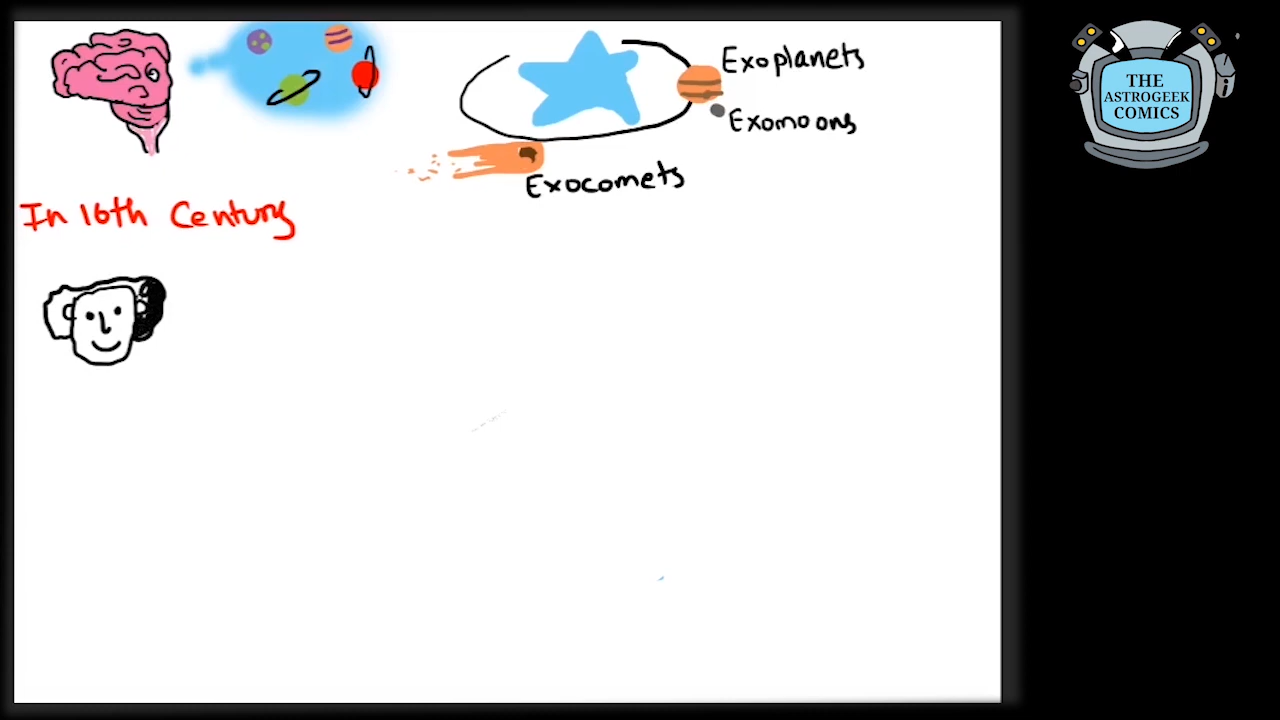 Exoplanets
Exomoons
Exocomets
In 16th Century
THE
ASTROGEEK
COMICS